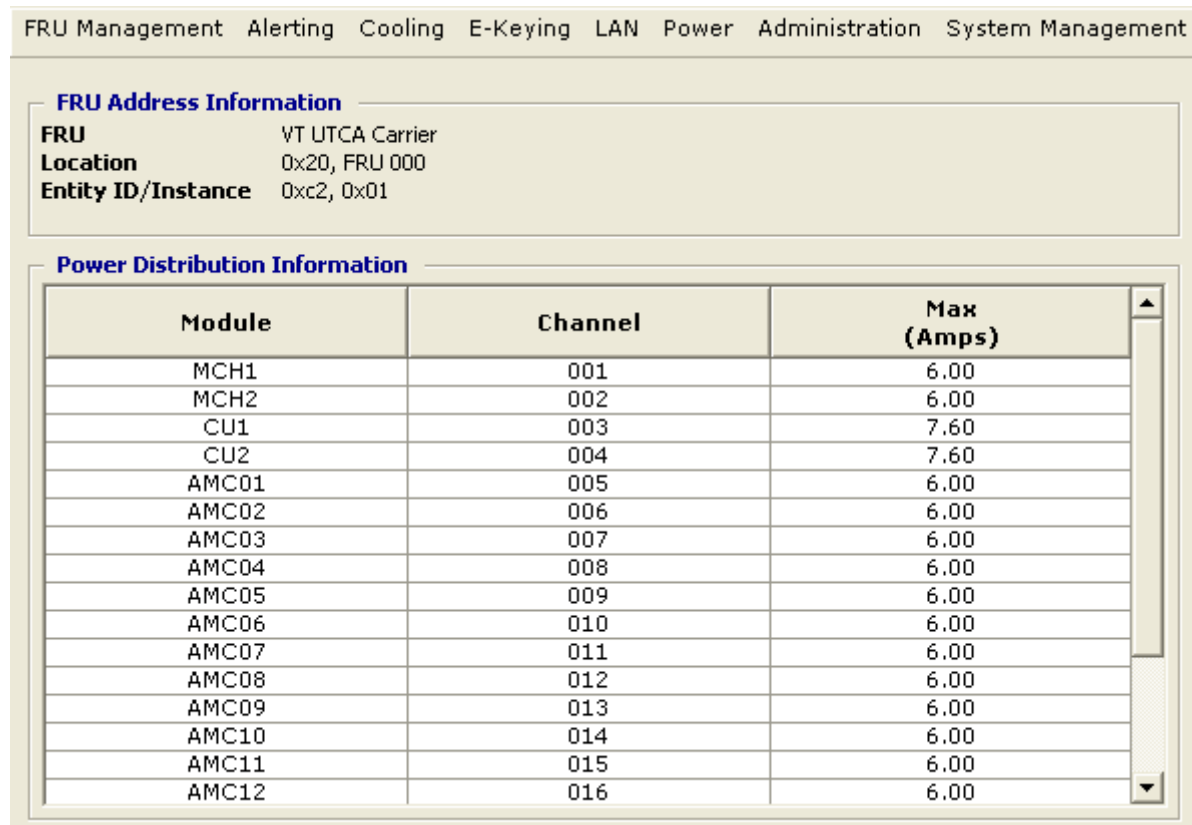 FRU Management Alerting Cooling E-Keying LAN Power Administration System Management
FRU Address Information
FRU VT UTCA Carrier
Location 0x20, FRU 000
Entity ID/Instance 0xc2, 0x01
Power Distribution Information
Module Channel Max (Amps)
MCH1 001 6.00
MCH2 002 6.00
CU1 003 7.60
CU2 004 7.60
AMC01 005 6.00
AMC02 006 6.00
AMC03 007 6.00
AMC04 008 6.00
AMC05 009 6.00
AMC06 010 6.00
AMC07 011 6.00
AMC08 012 6.00
AMC09 013 6.00
AMC10 014 6.00
AMC11 015 6.00
AMC12 016 6.00